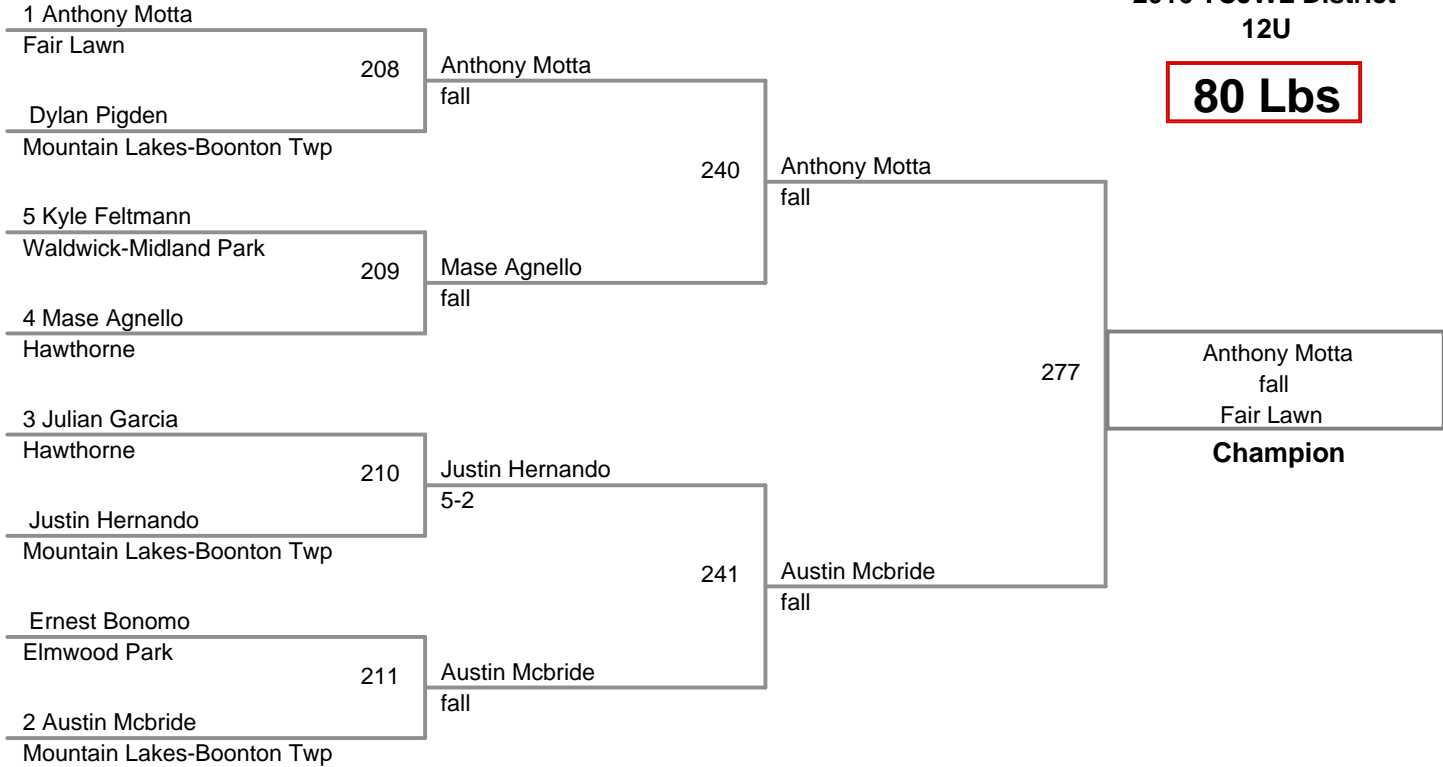 12U
80 Lbs
1 Anthony Motta
Fair Lawn
208
Dylan Pigden
Mountain Lakes-Boonton Twp
5 Kyle Feltmann
Waldwick-Midland Park
209
4 Mase Agnello
Hawthorne
3 Julian Garcia
Hawthorne
210
Justin Hernando
Mountain Lakes-Boonton Twp
Ernest Bonomo
Elmwood Park
211
2 Austin Mcbride
Mountain Lakes-Boonton Twp
Anthony Motta
fall
240
Mase Agnello
fall
Justin Hernando
5-2
241
Austin Mcbride
fall
Anthony Motta
fall
277
Austin Mcbride
fall
Anthony Motta
fall
Fair Lawn
Champion